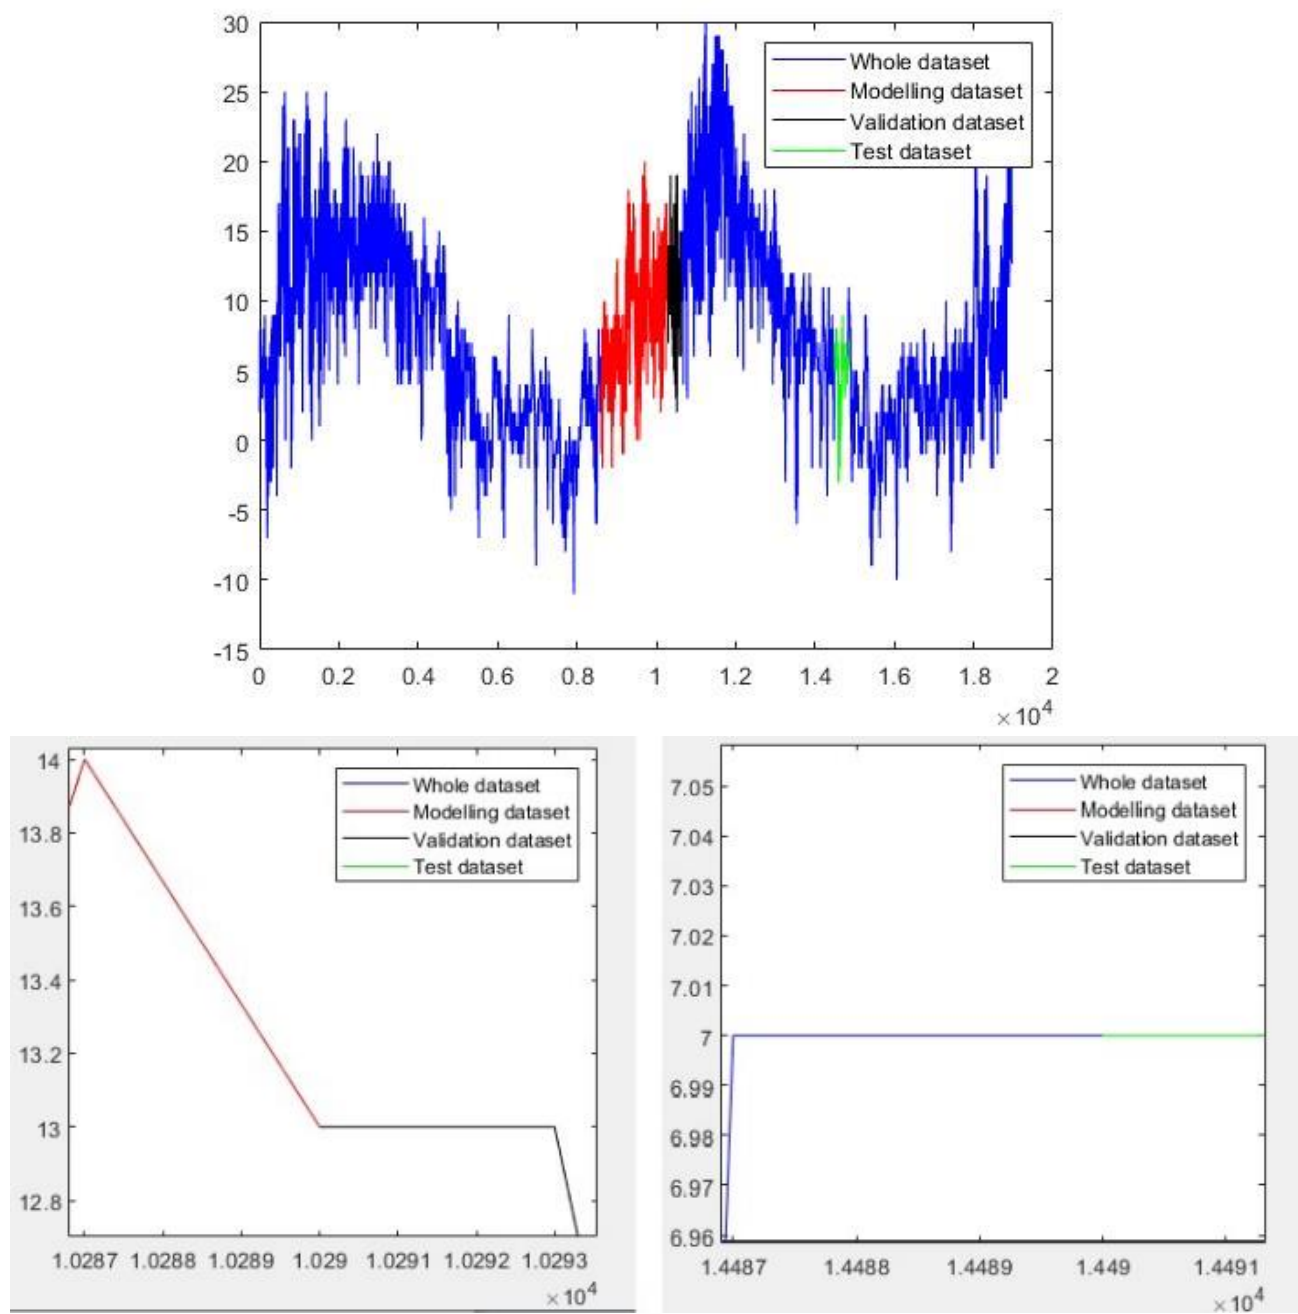 30
25
20
15
10
5
0
-5
-10
-15
Whole dataset
Modelling dataset
Validation dataset
Test dataset
0 0.2 0.4 0.6 0.8 1 1.2 1.4 1.6 1.8 2
×10^4
14
13.8
13.6
13.4
13.2
13
12.8
Whole dataset
Modelling dataset
Validation dataset
Test dataset
1.0287 1.0288 1.0289 1.029 1.0291 1.0292 1.0293
×10^4
7.05
7.04
7.03
7.02
7.01
7
6.99
6.98
6.97
6.96
Whole dataset
Modelling dataset
Validation dataset
Test dataset
1.4487 1.4488 1.4489 1.449 1.4491
×10^4